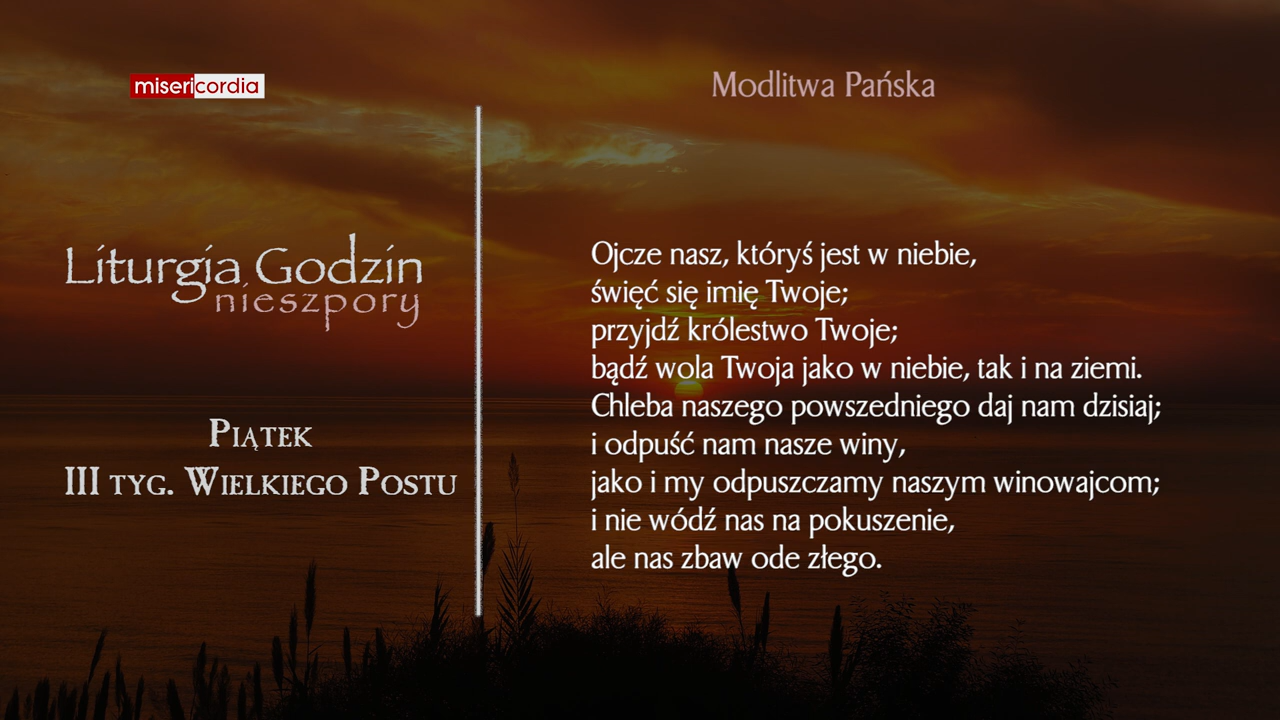 misericordia
Liturgia Godzin
nieszpory
Piątek
III tyg. Wielkiego Postu
Modlitwa Pańska
Ojcze nasz, któryś jest w niebie,
święć się imię Twoje;
przyjdź królestwo Twoje;
bądź wola Twoja jako w niebie, tak i na ziemi.
Chleba naszego powszedniego daj nam dzisiaj;
i odpuść nam nasze winy,
jako i my odpuszczamy naszym winowajcom;
i nie wódź nas na pokuszenie,
ale nas zbaw ode złego.